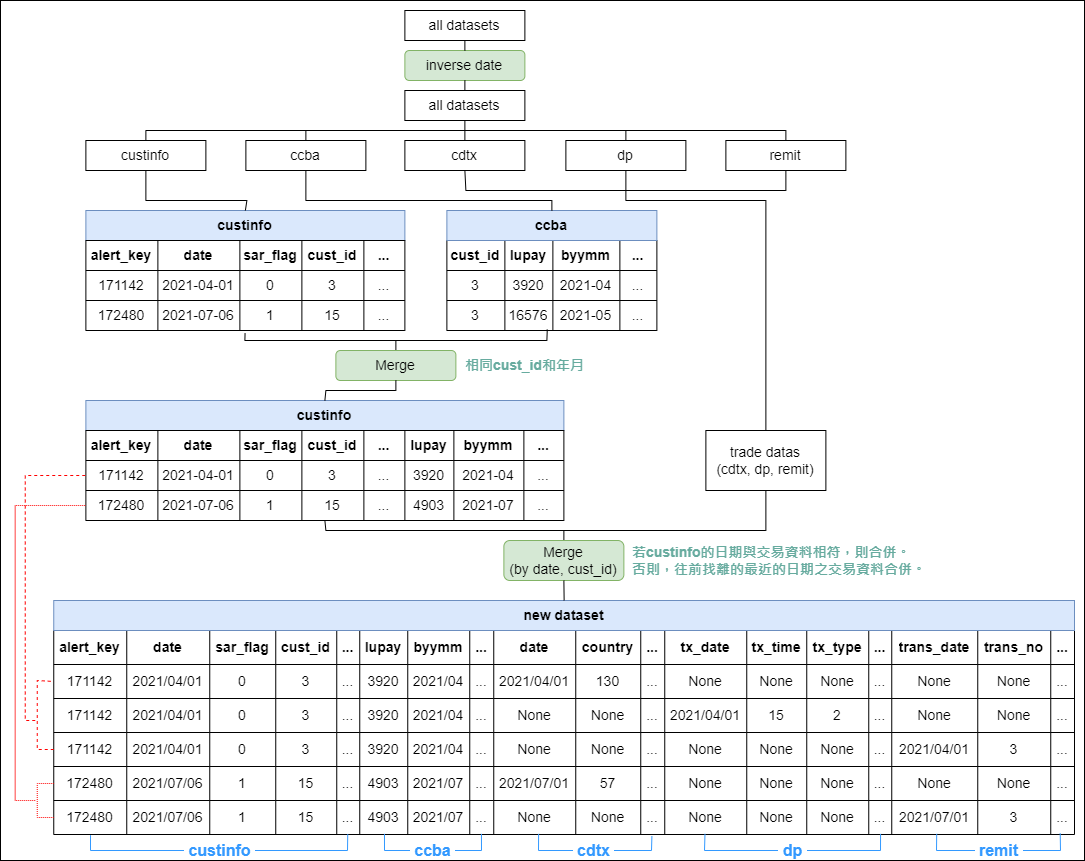 all datasets
inverse date
all datasets
custinfo ccba cdtx dp remit
custinfo
alert_key date sar_flag cust_id ...
171142 2021-04-01 0 3 ...
172480 2021-07-06 1 15 ...
ccba
cust_id lupay byymm ...
3 3920 2021-04 ...
3 16576 2021-05 ...
Merge
相同cust_id和年月
custinfo
alert_key date sar_flag cust_id ... lupay byymm ...
171142 2021-04-01 0 3 ... 3920 2021-04 ...
172480 2021-07-06 1 15 ... 4903 2021-07 ...
trade datas
(cdtx, dp, remit)
Merge
(by date, cust_id)
若custinfo的日期與交易資料相符，則合併。
否則，往前找離的最近的日期之交易資料合併。
new dataset
alert_key date sar_flag cust_id ... lupay byymm ... date country ... tx_date tx_time tx_type ... trans_date trans_no ...
171142 2021/04/01 0 3 ... 3920 2021/04 ... 2021/04/01 130 ... None None None ... None None ...
171142 2021/04/01 0 3 ... 3920 2021/04 ... None None ... 2021/04/01 15 2 ... None None ...
171142 2021/04/01 0 3 ... 3920 2021/04 ... None None ... None None None ... 2021/04/01 3 ...
172480 2021/07/06 1 15 ... 4903 2021/07 ... 2021/07/01 57 ... None None None ... None None ...
172480 2021/07/06 1 15 ... 4903 2021/07 ... None None ... None None None ... 2021/07/01 3 ...
custinfo ccba cdtx dp remit